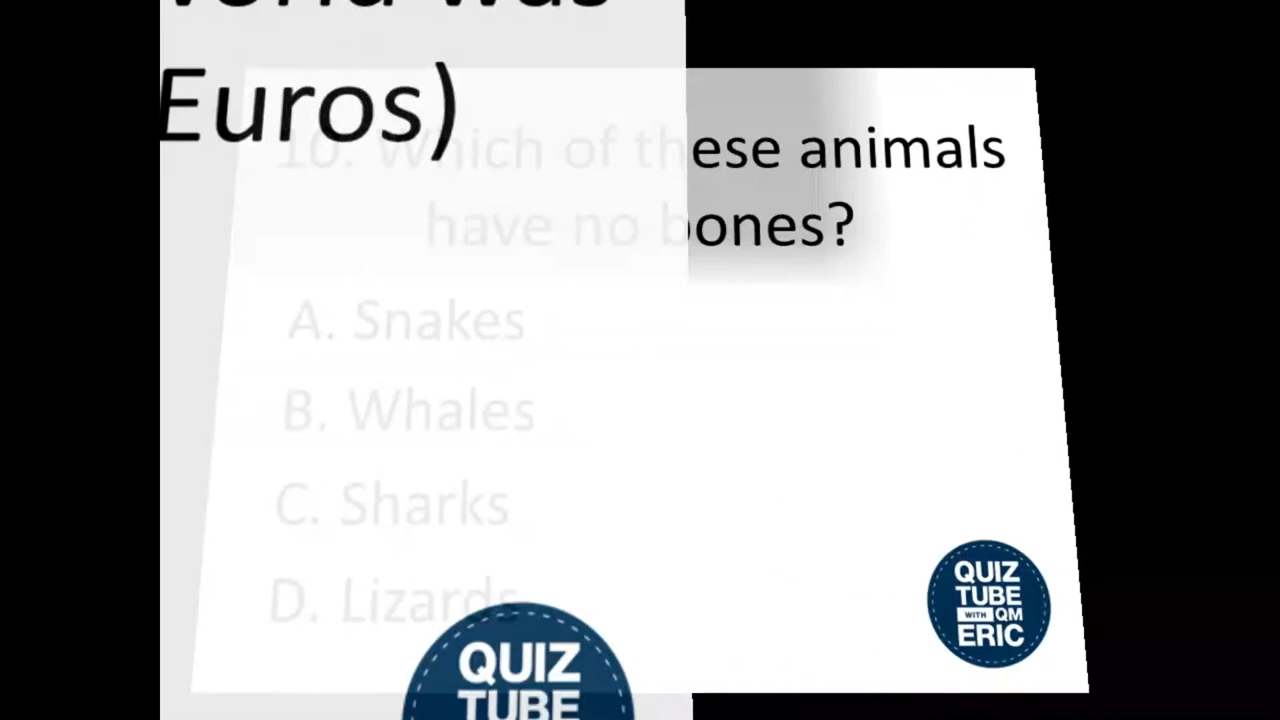 was
Euros)
10. Which of these animals
have no bones?
A. Snakes
B. Whales
C. Sharks
D. Lizards
QUIZ
TUBE
WITH QM
ERIC
QUIZ
TUBE